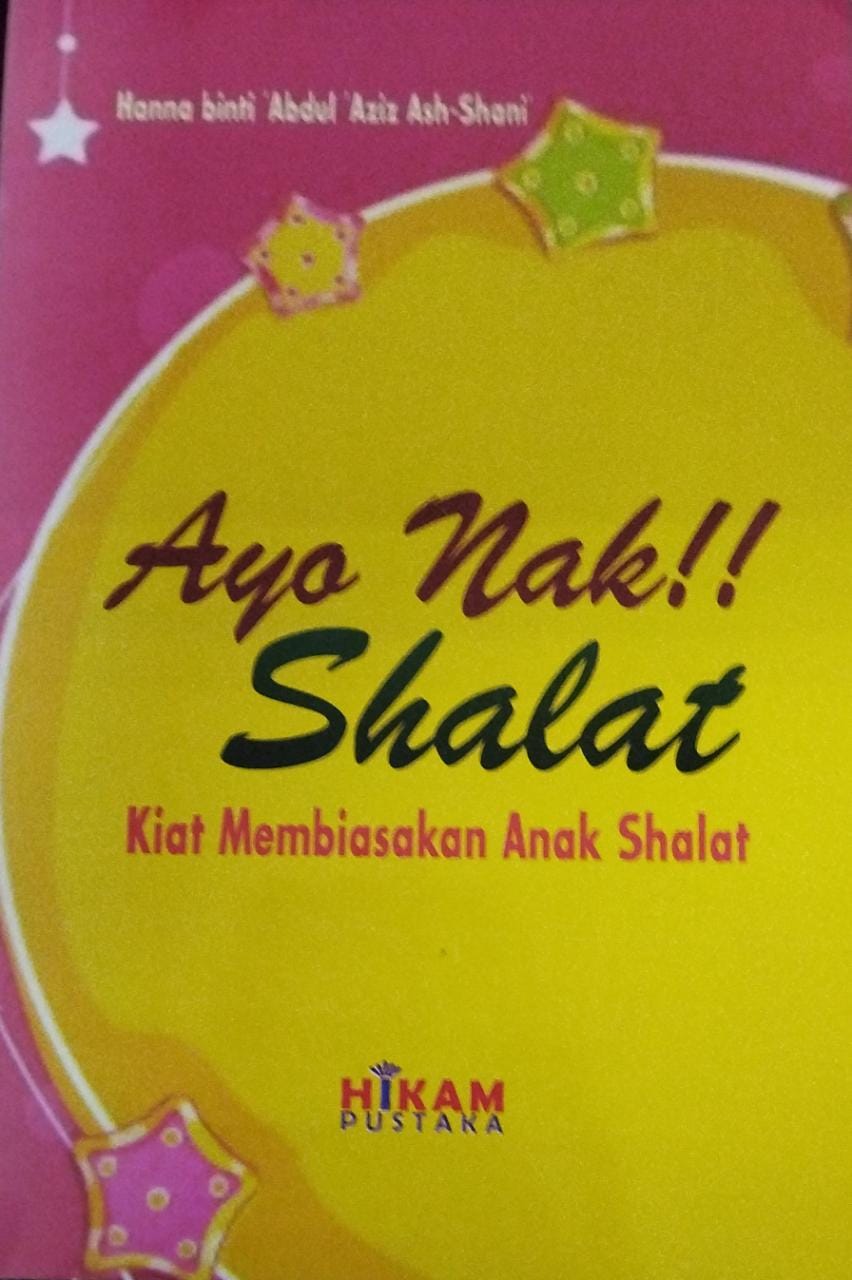 Hanna binti 'Abdul 'Aziz Ash-Shani'
Ayo Nak!!
Shalat
Kiat Membiasakan Anak Shalat
HIKAM
PUSTAKA